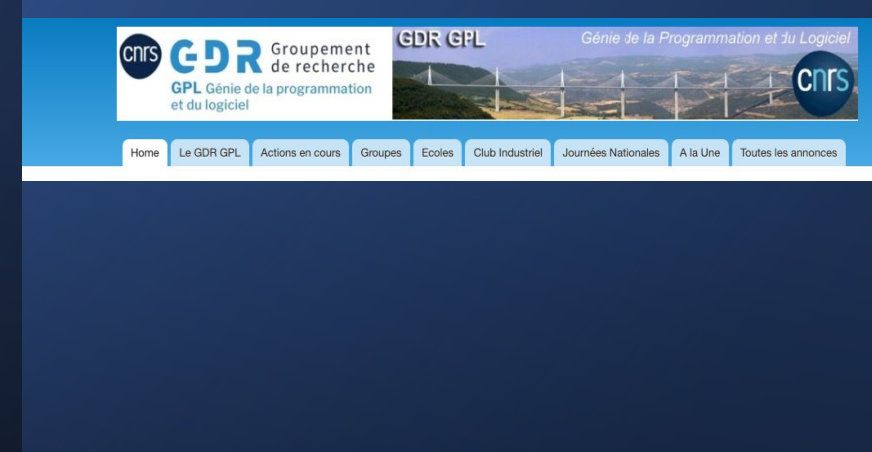 cnrs
GDR Groupement
de recherche
GPL Génie de la programmation
et du logiciel
GDR GPL
Génie de la Programmation et du Logiciel
cnrs
Home Le GDR GPL Actions en cours Groupes Ecoles Club Industriel Journées Nationales A la Une Toutes les annonces